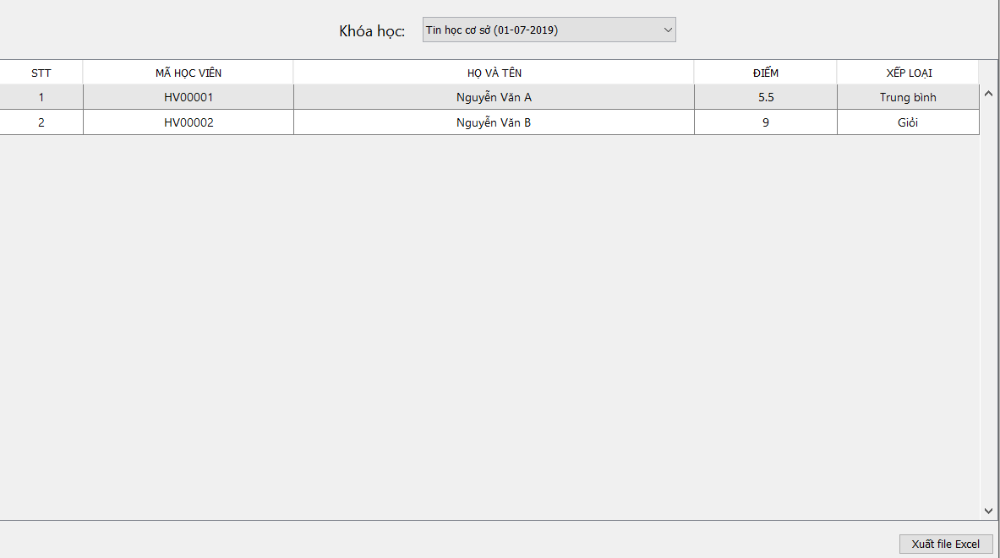 Khóa học: Tin học cơ sở (01-07-2019)
STT MÃ HỌC VIÊN HỌ VÀ TÊN ĐIỂM XẾP LOẠI
1 HV00001 Nguyễn Văn A 5.5 Trung bình
2 HV00002 Nguyễn Văn B 9 Giỏi
Xuất file Excel